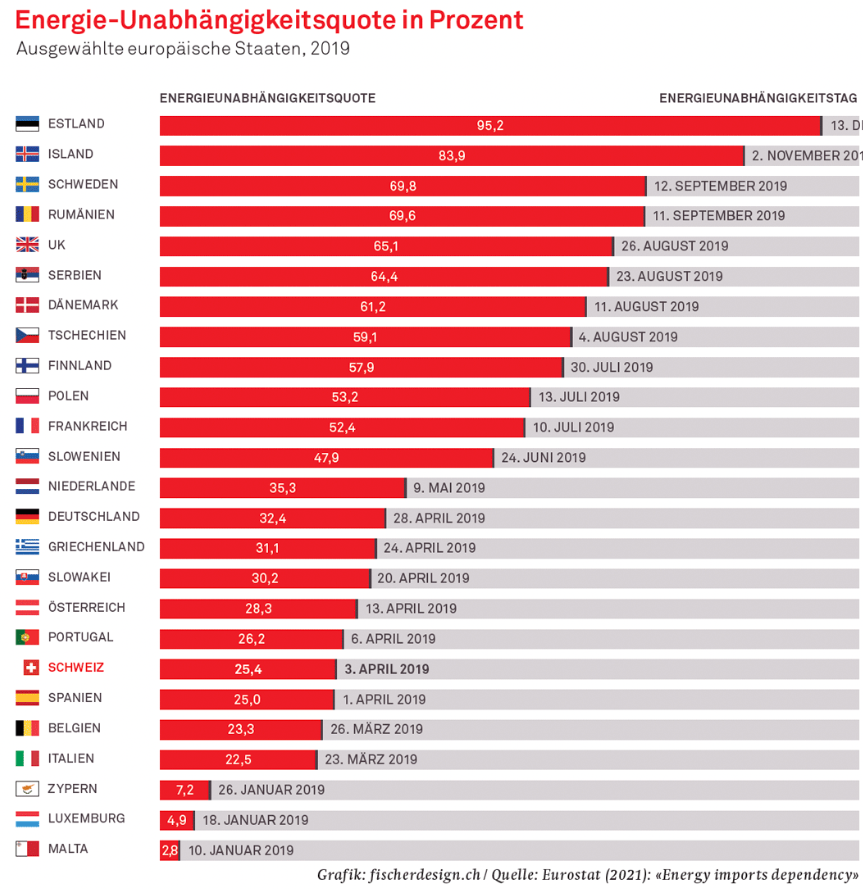 Energie-Unabhängigkeitsquote in Prozent
Ausgewählte europäische Staaten, 2019
ENERGIEUNABHÄNGIGKEITSQUOTE ENERGIEUNABHÄNGIGKEITSTAG
ESTLAND 95,2 13. D
ISLAND 83,9 2. NOVEMBER 201
SCHWEDEN 69,8 12. SEPTEMBER 2019
RUMÄNIEN 69,6 11. SEPTEMBER 2019
UK 65,1 26. AUGUST 2019
SERBIEN 64,4 23. AUGUST 2019
DÄNEMARK 61,2 11. AUGUST 2019
TSCHECHIEN 59,1 4. AUGUST 2019
FINNLAND 57,9 30. JULI 2019
POLEN 53,2 13. JULI 2019
FRANKREICH 52,4 10. JULI 2019
SLOWENIEN 47,9 24. JUNI 2019
NIEDERLANDE 35,3 9. MAI 2019
DEUTSCHLAND 32,4 28. APRIL 2019
GRIECHENLAND 31,1 24. APRIL 2019
SLOWAKEI 30,2 20. APRIL 2019
ÖSTERREICH 28,3 13. APRIL 2019
PORTUGAL 26,2 6. APRIL 2019
SCHWEIZ 25,4 3. APRIL 2019
SPANIEN 25,0 1. APRIL 2019
BELGIEN 23,3 26. MÄRZ 2019
ITALIEN 22,5 23. MÄRZ 2019
ZYPERN 7,2 26. JANUAR 2019
LUXEMBURG 4,9 18. JANUAR 2019
MALTA 2,8 10. JANUAR 2019
Grafik: fischerdesign.ch / Quelle: Eurostat (2021): «Energy imports dependency»